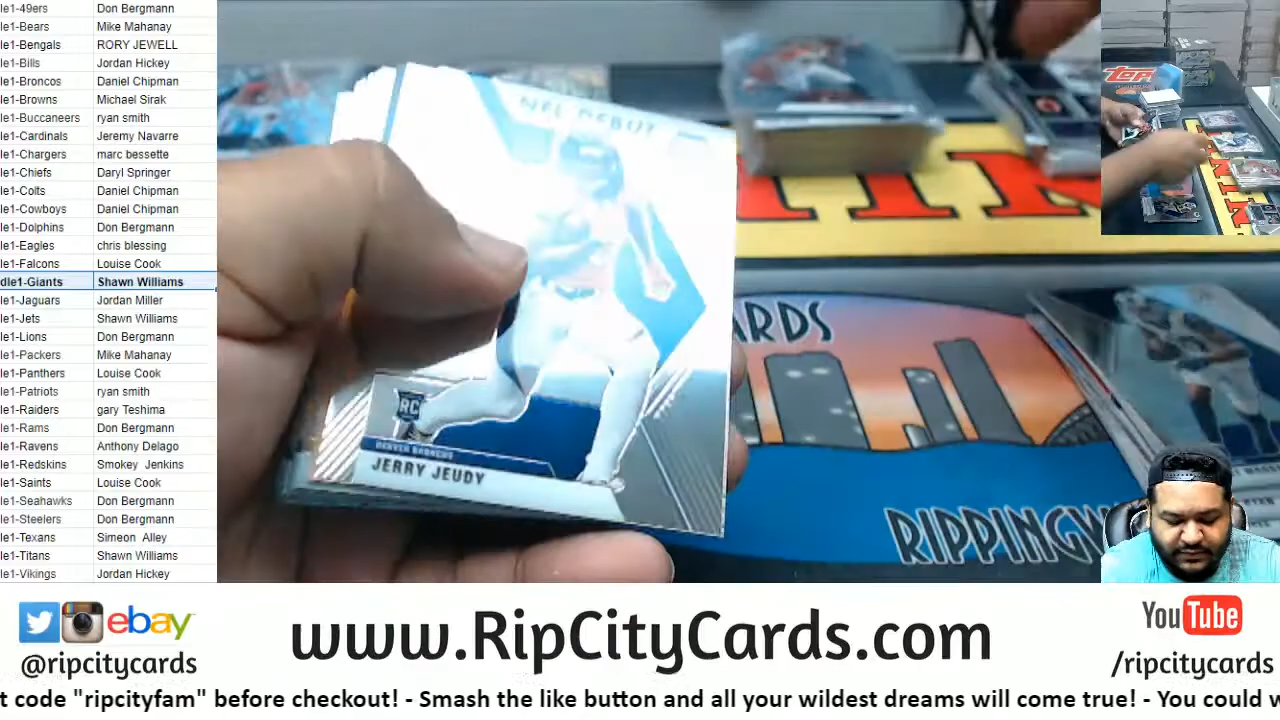 le1-49ers Don Bergmann
le1-Bears Mike Mahanay
le1-Bengals RORY JEWELL
le1-Bills Jordan Hickey
le1-Broncos Daniel Chipman
le1-Browns Michael Sirak
le1-Buccaneers ryan smith
le1-Cardinals Jeremy Navarre
le1-Chargers marc bessette
le1-Chiefs Daryl Springer
le1-Colts Daniel Chipman
le1-Cowboys Daniel Chipman
le1-Dolphins Don Bergmann
le1-Eagles chris blessing
le1-Falcons Louise Cook
dle1-Giants Shawn Williams
le1-Jaguars Jordan Miller
le1-Jets Shawn Williams
le1-Lions Don Bergmann
le1-Packers Mike Mahanay
le1-Panthers Louise Cook
le1-Patriots ryan smith
le1-Raiders gary Teshima
le1-Rams Don Bergmann
le1-Ravens Anthony Delago
le1-Redskins Smokey Jenkins
le1-Saints Louise Cook
le1-Seahawks Don Bergmann
le1-Steelers Don Bergmann
le1-Texans Simeon Alley
le1-Titans Shawn Williams
le1-Vikings Jordan Hickey
NFL DEBUT
RC
DENVER BRONCOS
JERRY JEUDY
ARDS
RIPPINGW
TOPPS
ebay
@ripcitycards
www.RipCityCards.com
YouTube
/ripcitycards
t code "ripcityfam" before checkout! - Smash the like button and all your wildest dreams will come true! - You could w